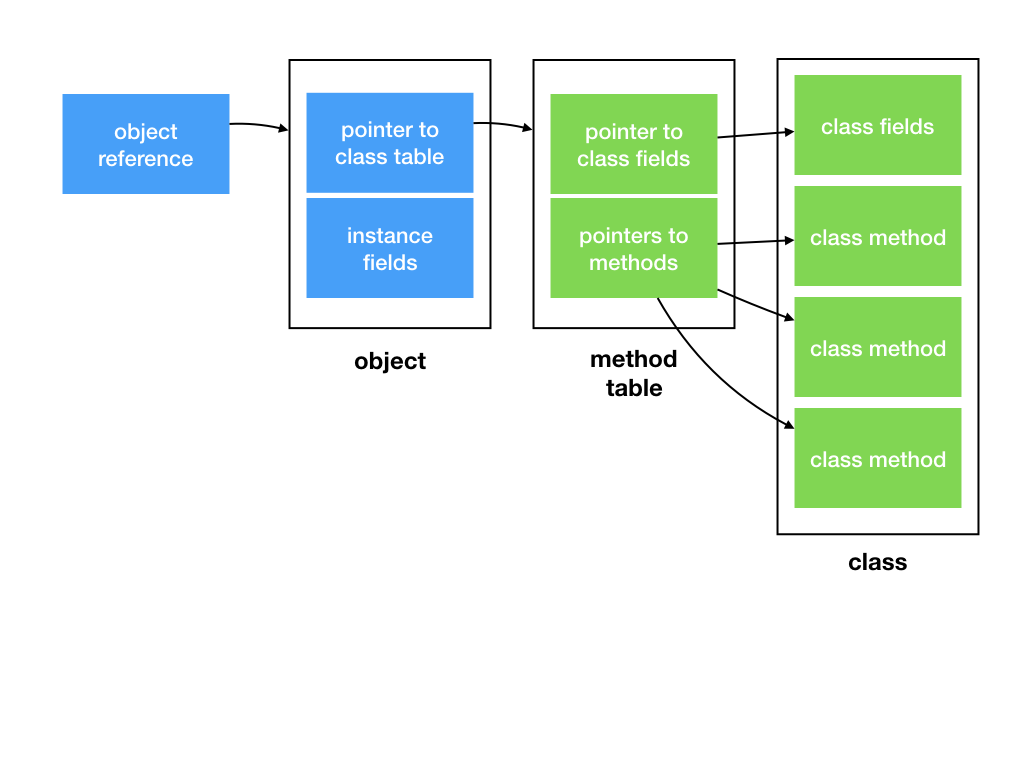 object
reference
pointer to
class table
instance
fields
object
pointer to
class fields
pointers to
methods
method
table
class fields
class method
class method
class method
class